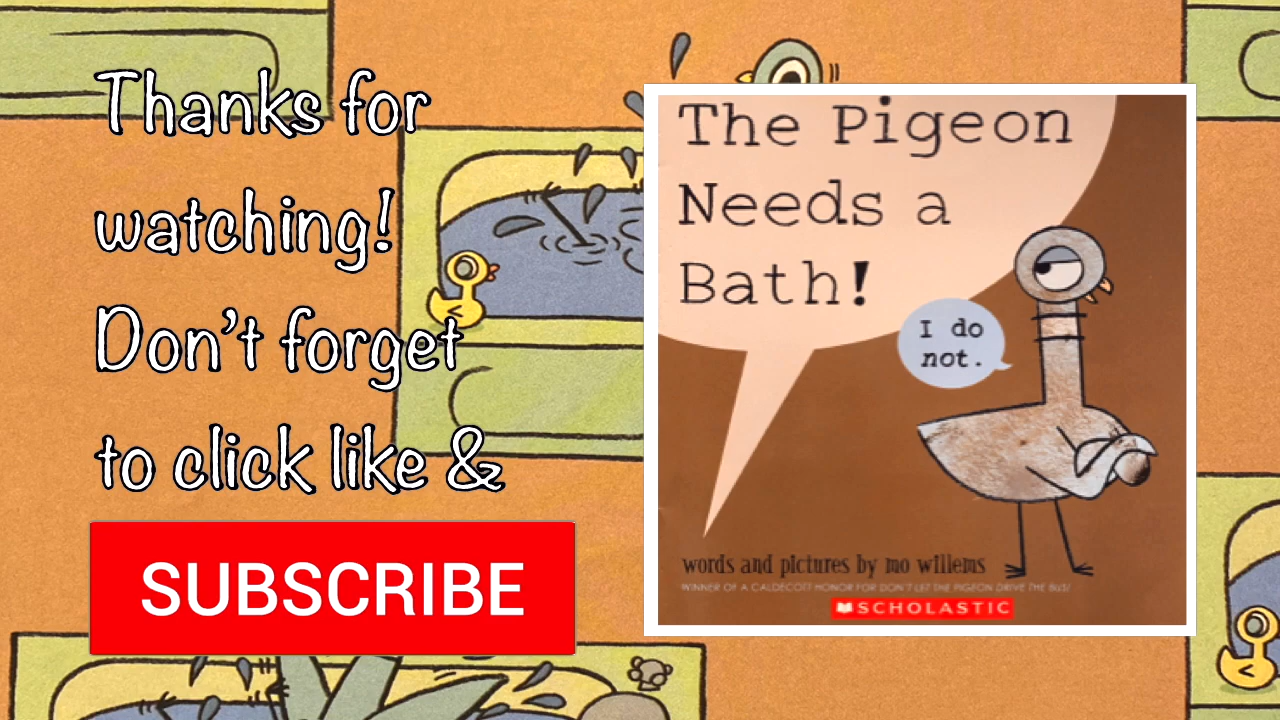 Thanks for
watching!
Don't forget
to click like &
SUBSCRIBE
The Pigeon
Needs a
Bath!
I do
not.
words and pictures by mo willems
WINNER OF A CALDECOTT HONOR FOR DON'T LET THE PIGEON DRIVE THE BUS!
SCHOLASTIC